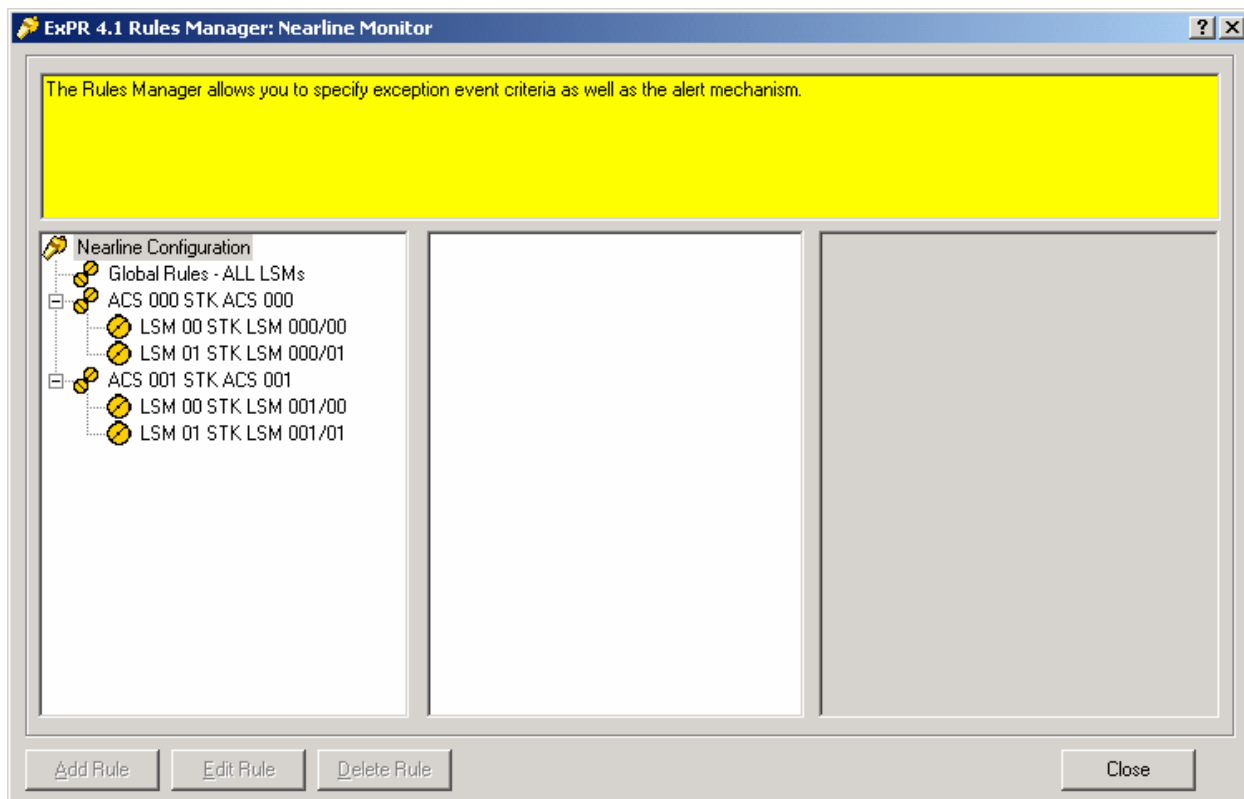 ExPR 4.1 Rules Manager: Nearline Monitor
The Rules Manager allows you to specify exception event criteria as well as the alert mechanism.
Nearline Configuration
Global Rules - ALL LSMs
ACS 000 STK ACS 000
LSM 00 STK LSM 000/00
LSM 01 STK LSM 000/01
ACS 001 STK ACS 001
LSM 00 STK LSM 001/00
LSM 01 STK LSM 001/01
Add Rule Edit Rule Delete Rule Close